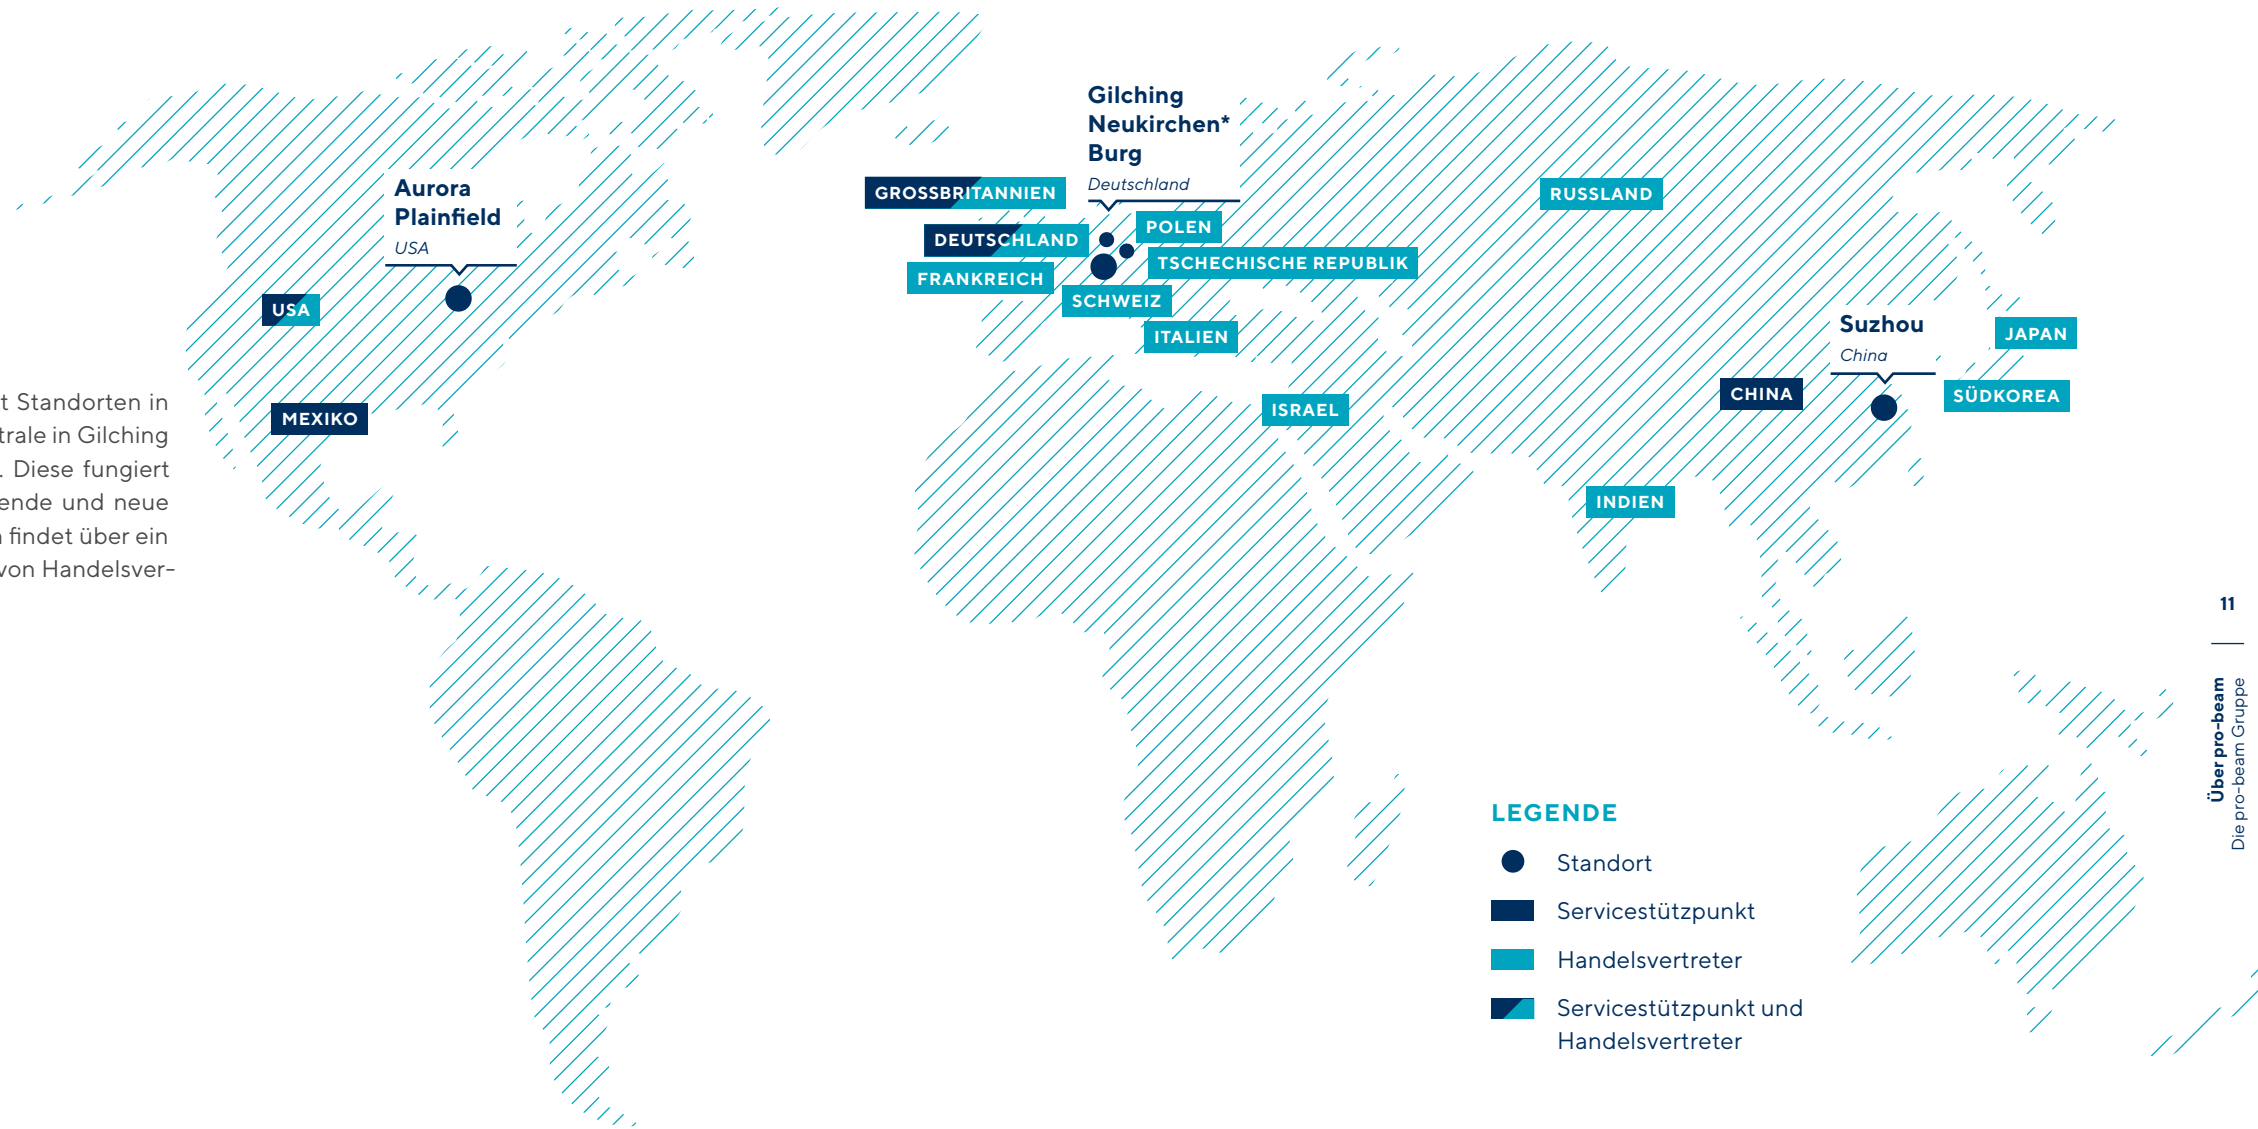 Gilching
Neukirchen*
Burg
Deutschland
Aurora
Plainfield
USA
GROSSBRITANNIEN
RUSSLAND
POLEN
DEUTSCHLAND
TSCHECHISCHE REPUBLIK
FRANKREICH
SCHWEIZ
USA
ITALIEN
Suzhou
China
JAPAN
CHINA
SÜDKOREA
ISRAEL
MEXIKO
INDIEN
t Standorten in
trale in Gilching
. Diese fungiert
ende und neue
findet über ein
von Handelsver-
LEGENDE
Standort
Servicestützpunkt
Handelsvertreter
Servicestützpunkt und
Handelsvertreter
11
Über pro-beam
Die pro-beam Gruppe